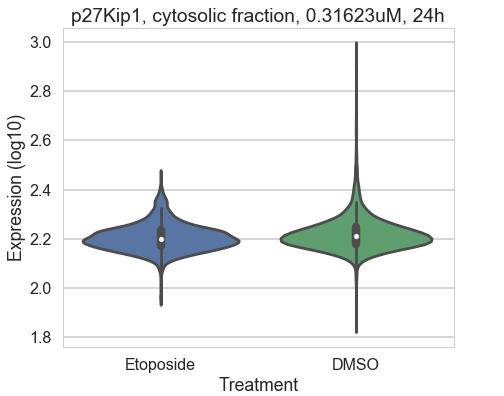 p27Kip1, cytosolic fraction, 0.31623uM, 24h
3.0
2.8
2.6
2.4
2.2
2.0
1.8
Expression (log10)
Etoposide DMSO
Treatment